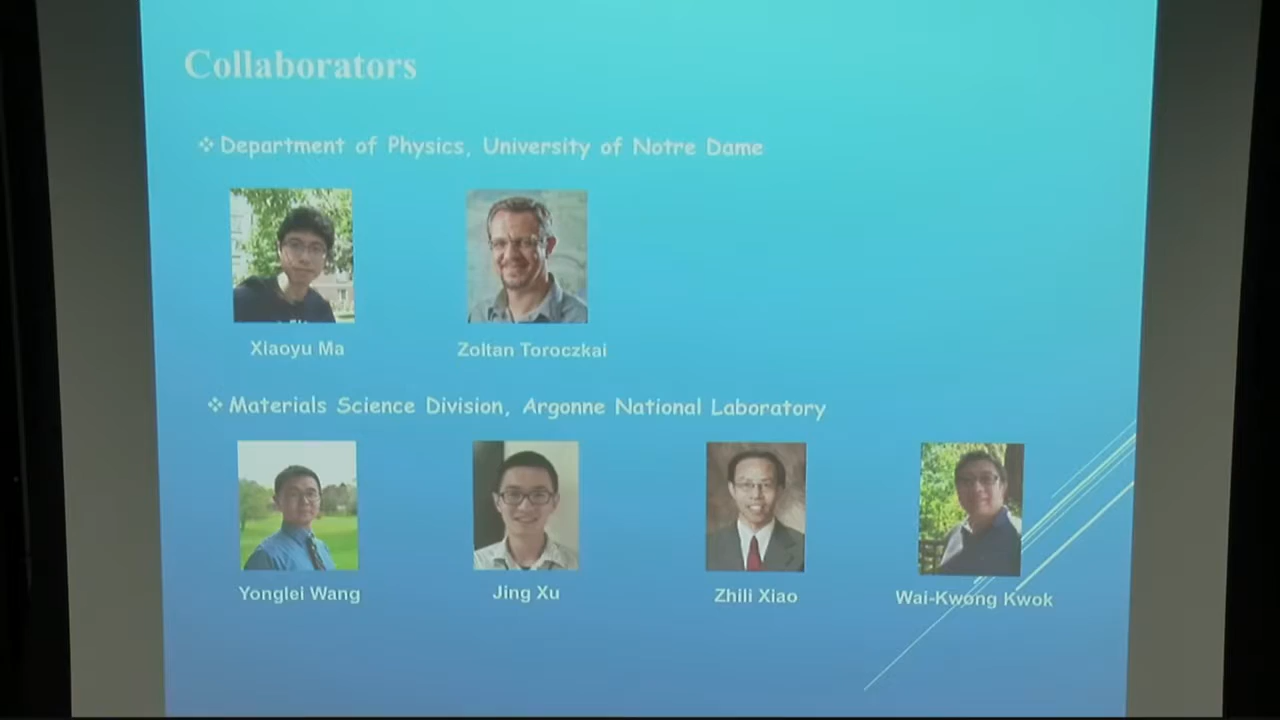 Collaborators
❖ Department of Physics, University of Notre Dame
Xiaoyu Ma
Zoltan Toroczkai
❖ Materials Science Division, Argonne National Laboratory
Yonglei Wang
Jing Xu
Zhili Xiao
Wai-Kwong Kwok